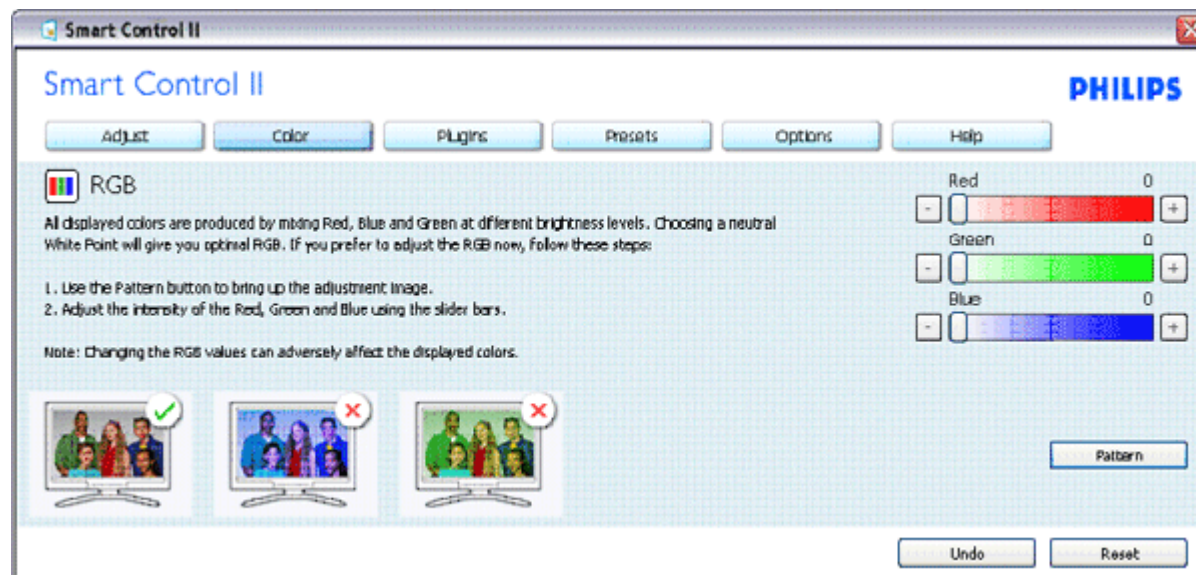 Smart Control II
Smart Control II
PHILIPS
Adjust
Color
Plugins
Presets
Options
Help
RGB
All displayed colors are produced by mixing Red, Blue and Green at different brightness levels. Choosing a neutral
White Point will give you optimal RGB. If you prefer to adjust the RGB now, follow these steps:
1. Use the Pattern button to bring up the adjustment image.
2. Adjust the intensity of the Red, Green and Blue using the slider bars.
Note: Changing the RGB values can adversely affect the displayed colors.
Red 0
- +
Green 0
- +
Blue 0
- +
Pattern
Undo
Reset